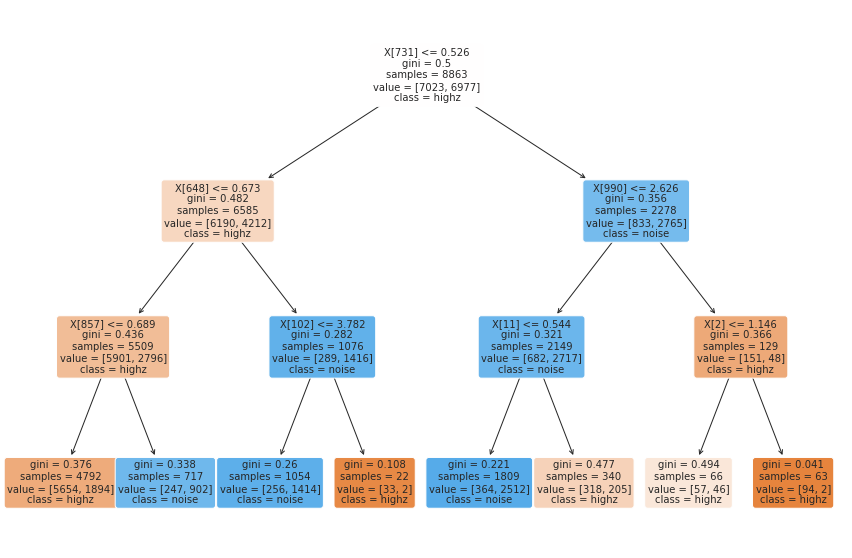 X[731] <= 0.526
gini = 0.5
samples = 8863
value = [7023, 6977]
class = highz
X[648] <= 0.673
gini = 0.482
samples = 6585
value = [6190, 4212]
class = highz
X[990] <= 2.626
gini = 0.356
samples = 2278
value = [833, 2765]
class = noise
X[857] <= 0.689
gini = 0.436
samples = 5509
value = [5901, 2796]
class = highz
X[102] <= 3.782
gini = 0.282
samples = 1076
value = [289, 1416]
class = noise
X[11] <= 0.544
gini = 0.321
samples = 2149
value = [682, 2717]
class = noise
X[2] <= 1.146
gini = 0.366
samples = 129
value = [151, 48]
class = highz
gini = 0.376
samples = 4792
value = [5654, 1894]
class = highz
gini = 0.338
samples = 717
value = [247, 902]
class = noise
gini = 0.26
samples = 1054
value = [256, 1414]
class = noise
gini = 0.108
samples = 22
value = [33, 2]
class = highz
gini = 0.221
samples = 1809
value = [364, 2512]
class = noise
gini = 0.477
samples = 340
value = [318, 205]
class = highz
gini = 0.494
samples = 66
value = [57, 46]
class = highz
gini = 0.041
samples = 63
value = [94, 2]
class = highz